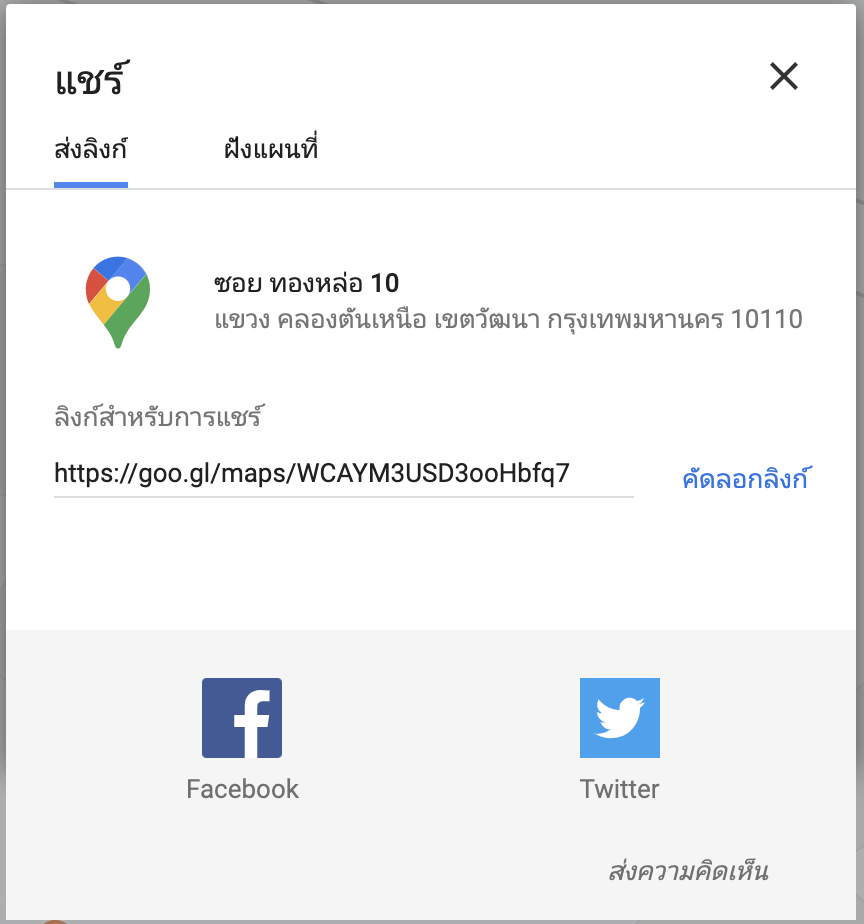 แชร์
ส่งลิงก์ ฝังแผนที่
ซอย ทองหล่อ 10
แขวง คลองตันเหนือ เขตวัฒนา กรุงเทพมหานคร 10110
ลิงก์สำหรับการแชร์
https://goo.gl/maps/WCAYM3USD3ooHbfq7 คัดลอกลิงก์
Facebook Twitter
ส่งความคิดเห็น